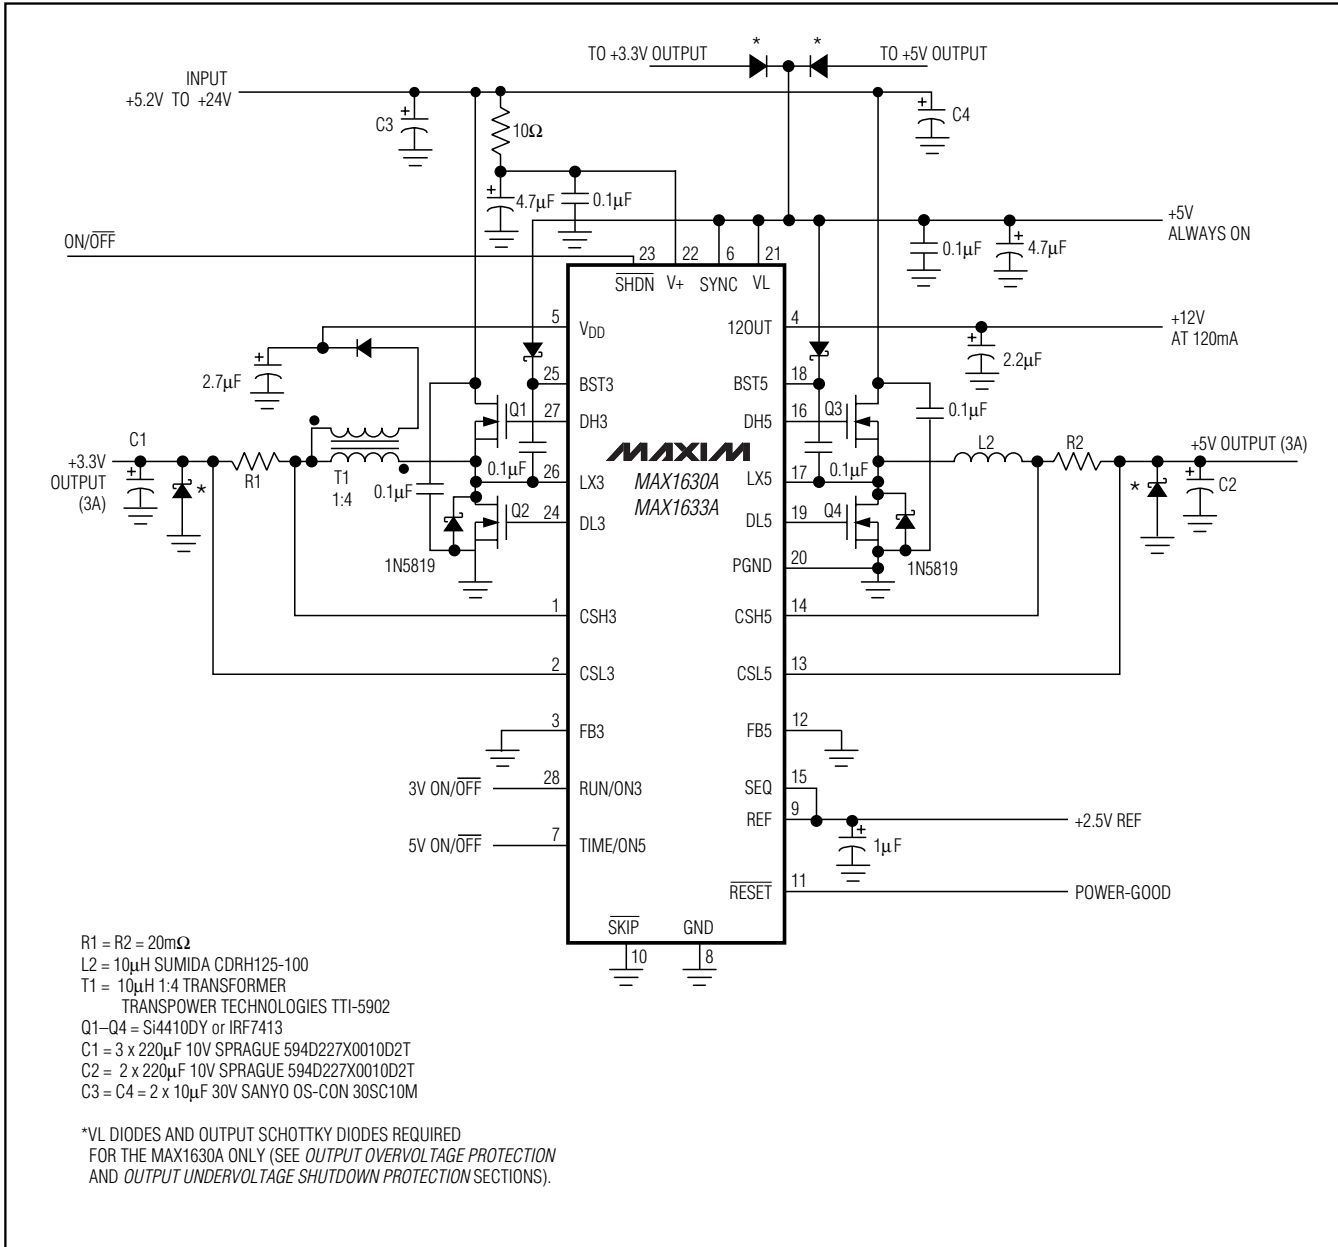 TO +3.3V OUTPUT
*
*
TO +5V OUTPUT
INPUT
+5.2V TO +24V
C3
+
10Ω
+
C4
+
4.7µF
0.1µF
+5V
ALWAYS ON
0.1µF
+
4.7µF
ON/OFF
23
22
6
21
SHDN
V+
SYNC
VL
5
VDD
12OUT
4
+12V
AT 120mA
+
2.7µF
+
2.2µF
25
BST3
BST5
18
Q1
27
DH3
DH5
16
Q3
0.1µF
C1
+3.3V
OUTPUT
(3A)
+
*
R1
T1
1:4
0.1µF
0.1µF
26
LX3
MAXIM
MAX1630A
MAX1633A
LX5
17
0.1µF
L2
R2
+5V OUTPUT (3A)
*
+
C2
Q2
24
DL3
DL5
19
Q4
1N5819
PGND
20
1N5819
1
CSH3
CSH5
14
2
CSL3
CSL5
13
3
FB3
FB5
12
3V ON/OFF
28
RUN/ON3
SEQ
15
REF
9
+2.5V REF
+
1µF
5V ON/OFF
7
TIME/ON5
RESET
11
POWER-GOOD
SKIP
GND
10
8
R1 = R2 = 20mΩ
L2 = 10µH SUMIDA CDRH125-100
T1 = 10µH 1:4 TRANSFORMER
TRANSPOWER TECHNOLOGIES TTI-5902
Q1–Q4 = Si4410DY or IRF7413
C1 = 3 x 220µF 10V SPRAGUE 594D227X0010D2T
C2 = 2 x 220µF 10V SPRAGUE 594D227X0010D2T
C3 = C4 = 2 x 10µF 30V SANYO OS-CON 30SC10M
*VL DIODES AND OUTPUT SCHOTTKY DIODES REQUIRED
FOR THE MAX1630A ONLY (SEE OUTPUT OVERVOLTAGE PROTECTION
AND OUTPUT UNDERVOLTAGE SHUTDOWN PROTECTION SECTIONS).